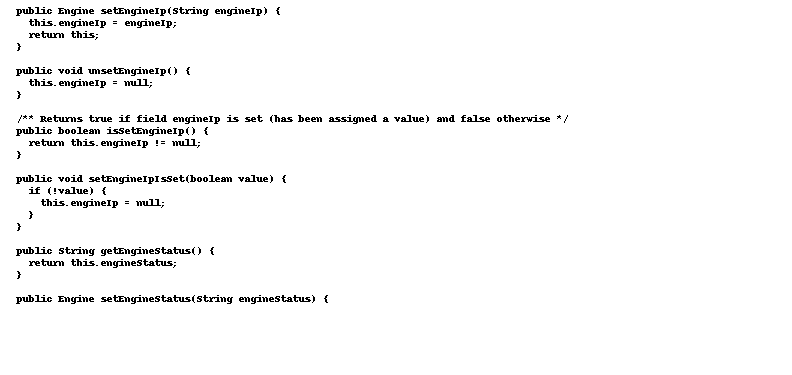 public Engine setEngineIp(String engineIp) {
this.engineIp = engineIp;
return this;
}
public void unsetEngineIp() {
this.engineIp = null;
}
/** Returns true if field engineIp is set (has been assigned a value) and false otherwise */
public boolean isSetEngineIp() {
return this.engineIp != null;
}
public void setEngineIpIsSet(boolean value) {
if (!value) {
this.engineIp = null;
}
}
public String getEngineStatus() {
return this.engineStatus;
}
public Engine setEngineStatus(String engineStatus) {